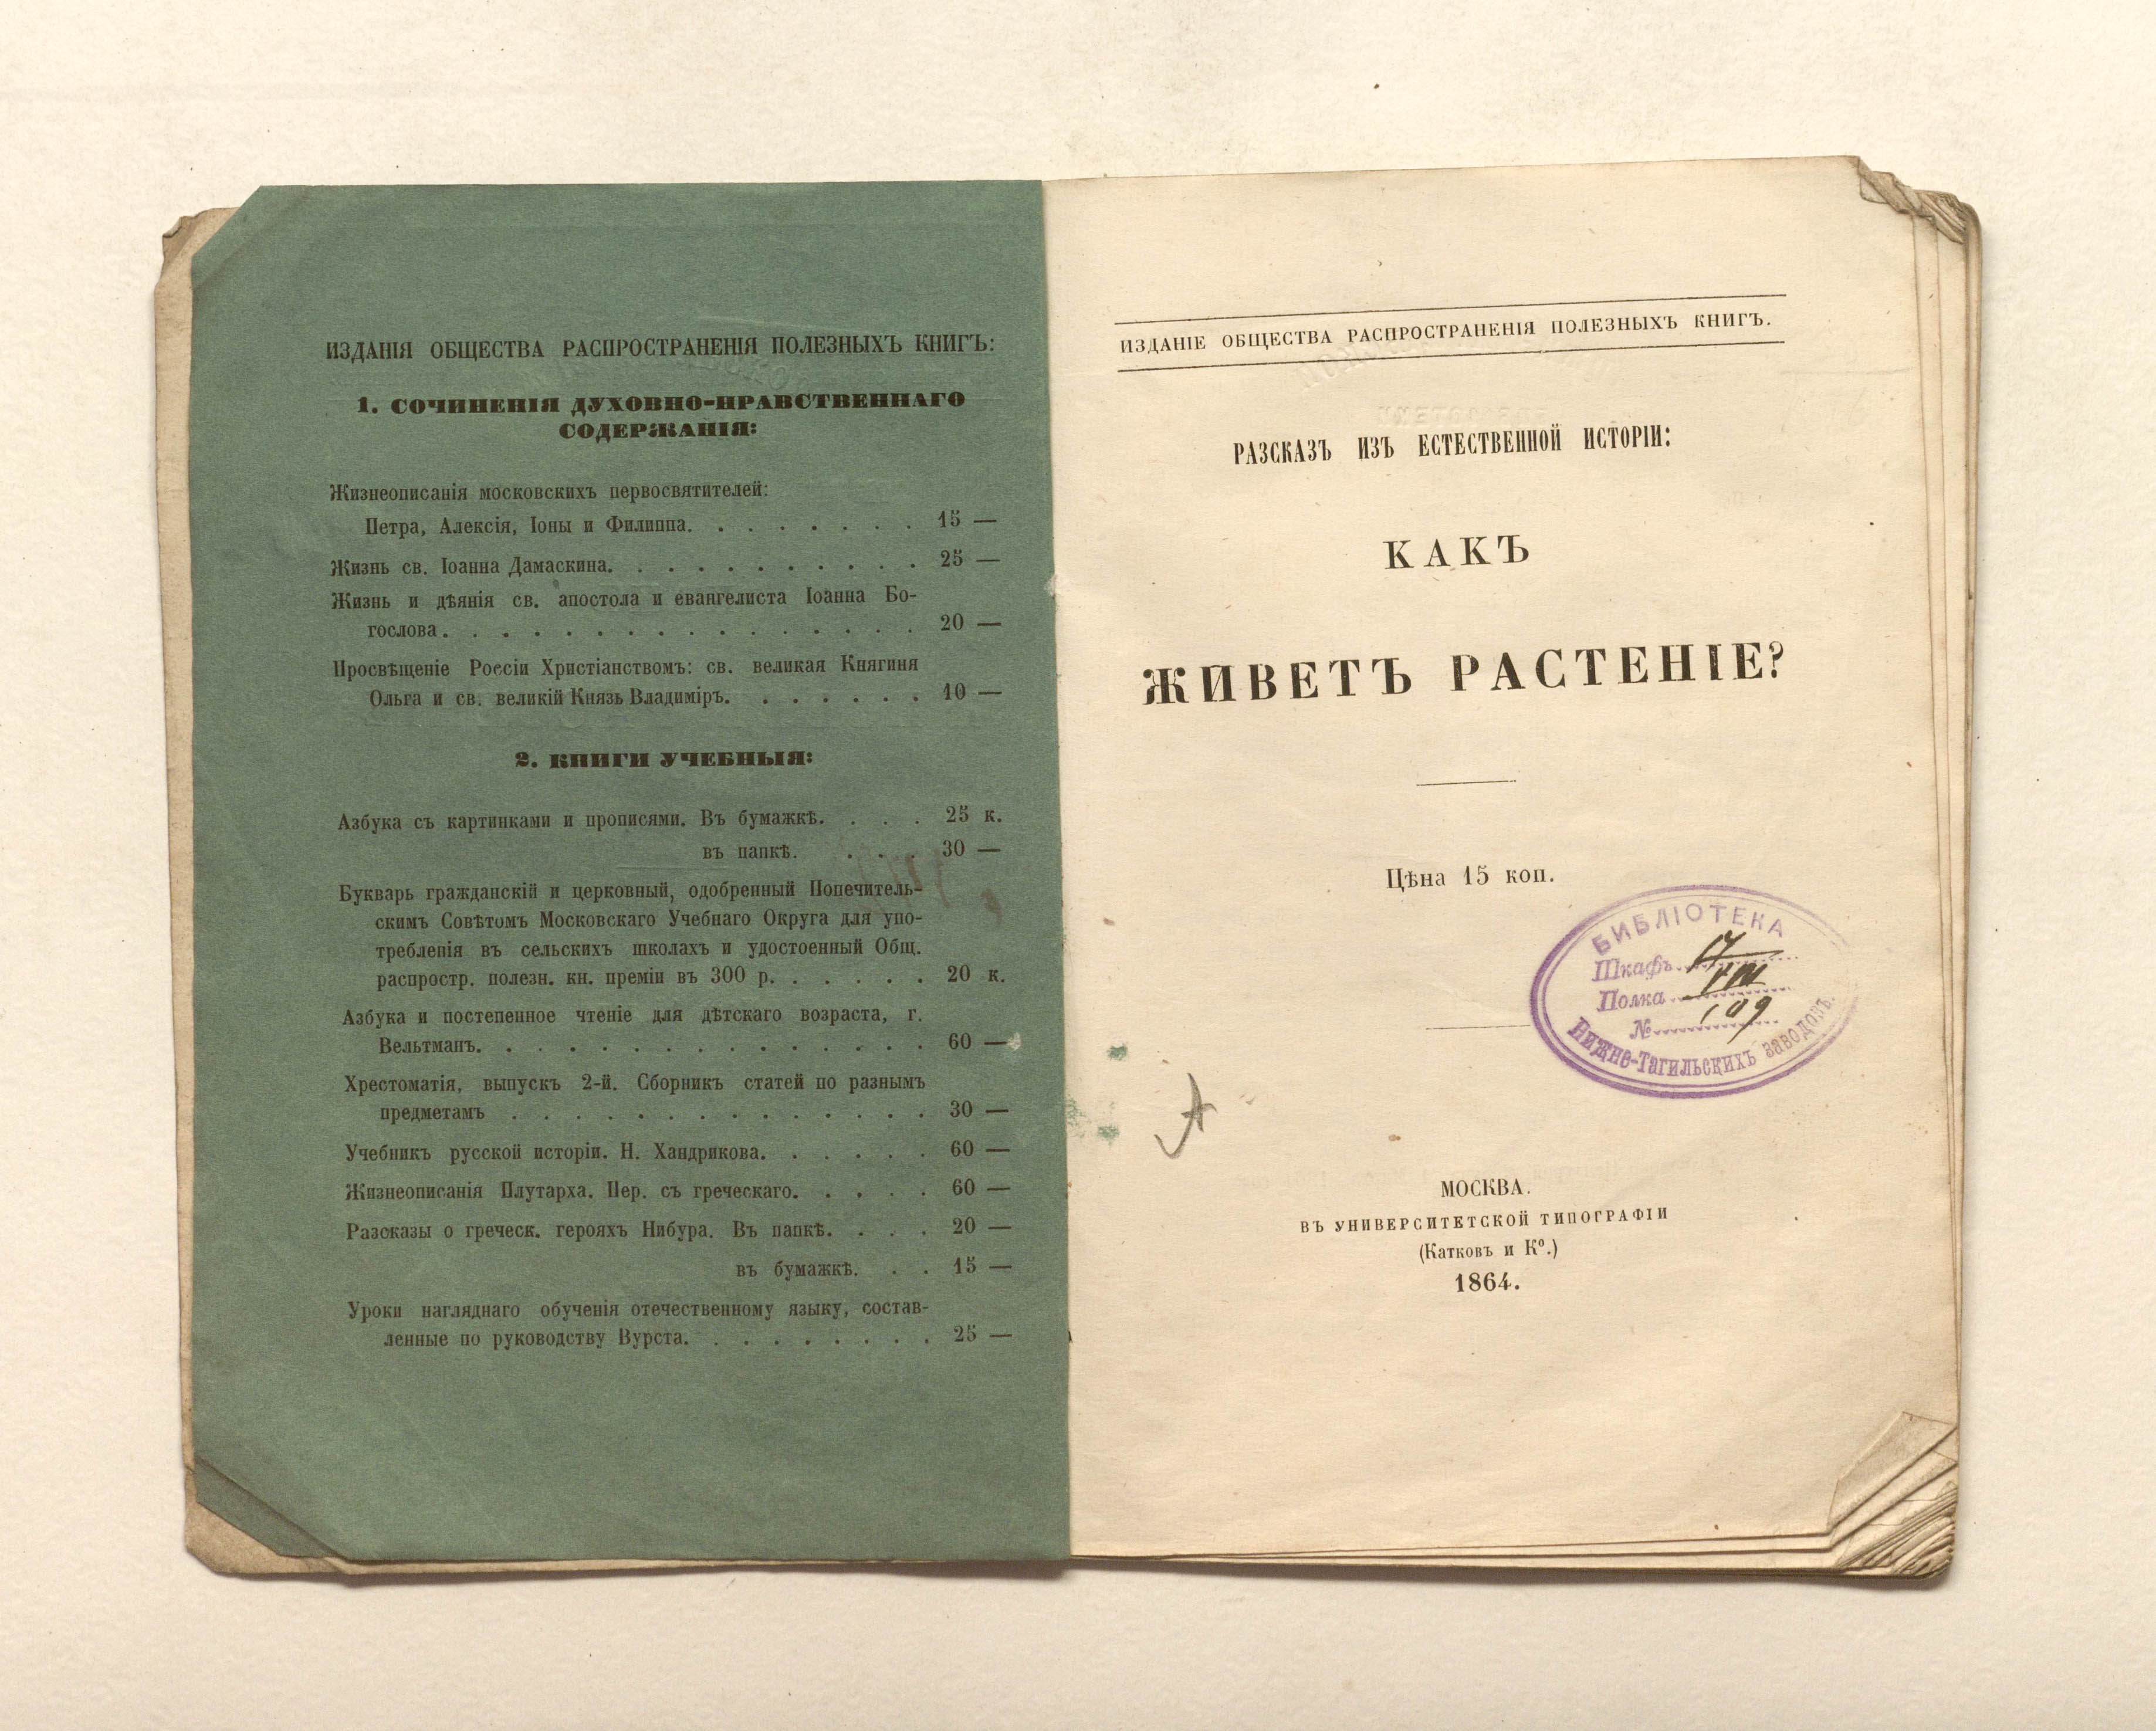 ИЗДАНІЯ ОБЩЕСТВА РАСПРОСТРАНЕНІЯ ПОЛЕЗНЫХЪ КНИГЪ:
1. СОЧИНЕНІЯ ДУХОВНО-НРАВСТВЕННАГО
СОДЕРЖАНІЯ:
Жизнеописанія московскихъ первосвятителей:
Петра, Алексія, Іоны и Филиппа. . . . . . . . 15 —
Жизнь св. Іоанна Дамаскина. . . . . . . . . . . 25 —
Жизнь и дѣянія св. апостола и евангелиста Іоанна Бо-
гослова . . . . . . . . . . . . . . . . 20 —
Просвѣщеніе Россіи Христіанствомъ: св. великая Княгиня
Ольга и св. великій Князь Владиміръ. . . . . . . 10 —
2. КНИГИ УЧЕБНЫЯ:
Азбука съ картинками и прописями. Въ бумажкѣ. . . . 25 к.
въ папкѣ. . . . 30 —
Букварь гражданскій и церковный, одобренный Попечитель-
скимъ Совѣтомъ Московскаго Учебнаго Округа для упо-
требленія въ сельскихъ школахъ и удостоенный Общ.
распростр. полезн. кн. преміи въ 300 р. . . . . . 20 к.
Азбука и постепенное чтеніе для дѣтскаго возраста, г.
Вельтманъ. . . . . . . . . . . . . . . 60 —
Хрестоматія, выпускъ 2-й. Сборникъ статей по разнымъ
предметамъ . . . . . . . . . . . . . . 30 —
Учебникъ русской исторіи. Н. Хандрикова. . . . . . 60 —
Жизнеописанія Плутарха. Пер. съ греческаго. . . . . 60 —
Разсказы о греческ. герояхъ Нибура. Въ папкѣ. . . . 20 —
въ бумажкѣ. . . 15 —
Уроки нагляднаго обученія отечественному языку, состав-
ленные по руководству Вурста. . . . . . . . . 25 —
ИЗДАНІЕ ОБЩЕСТВА РАСПРОСТРАНЕНІЯ ПОЛЕЗНЫХЪ КНИГЪ.
РАЗСКАЗЪ ИЗЪ ЕСТЕСТВЕННОЙ ИСТОРІИ:
КАКЪ
ЖИВЕТЪ РАСТЕНІЕ?
Цѣна 15 коп.
БИБЛІОТЕКА
Шкафъ 17
Полка
№ 109
Нижне-Тагильскихъ заводовъ.
МОСКВА.
ВЪ УНИВЕРСИТЕТСКОЙ ТИПОГРАФІИ
(Катковъ и К°.)
1864.